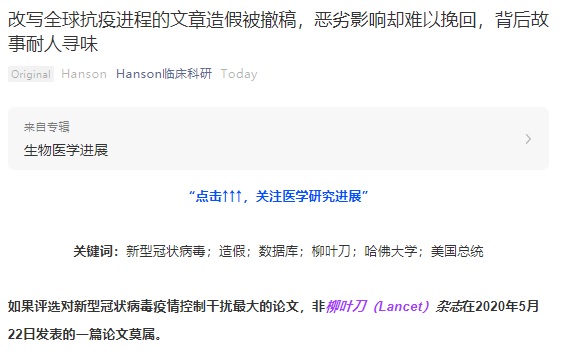 改写全球抗疫进程的文章造假被撤稿，恶劣影响却难以挽回，背后故
事耐人寻味
Original Hanson Hanson临床科研 Today
来自专辑
生物医学进展
“点击↑↑↑，关注医学研究进展”
关键词：新型冠状病毒；造假；数据库；柳叶刀；哈佛大学；美国总统
如果评选对新型冠状病毒疫情控制干扰最大的论文，非柳叶刀（Lancet）杂志在2020年5月
22日发表的一篇论文莫属。